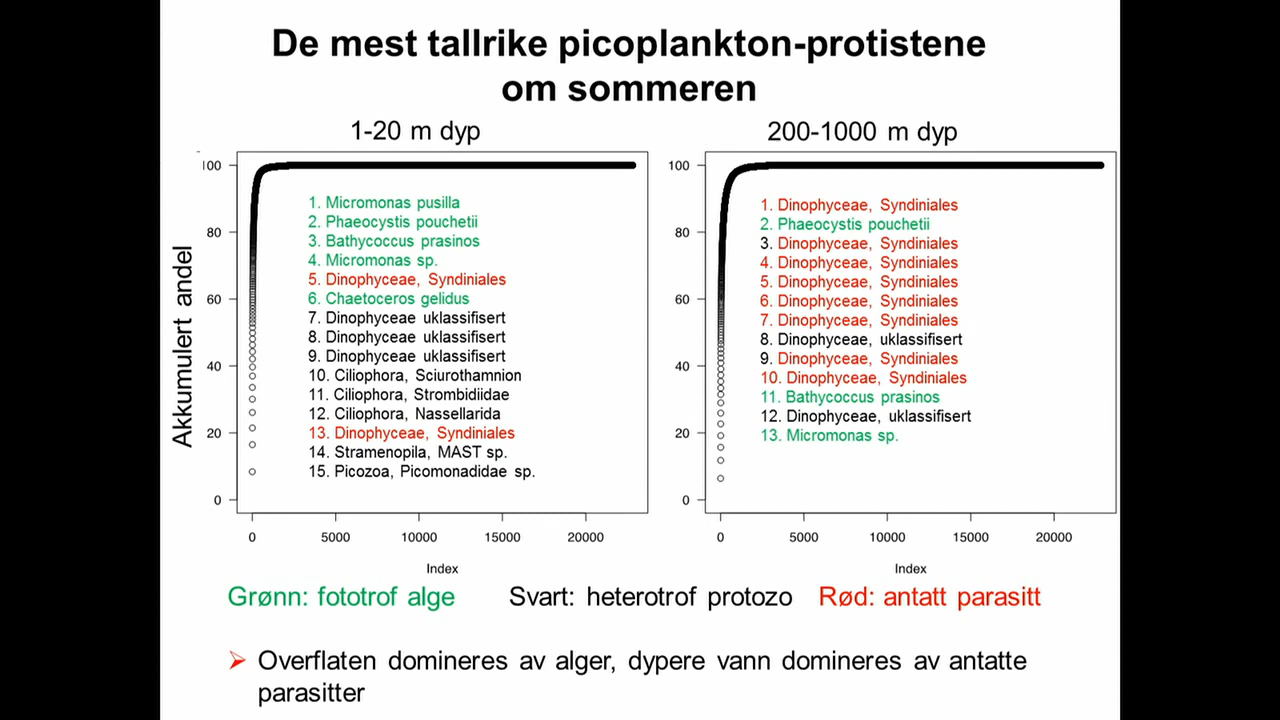 De mest tallrike picoplankton-protistene
om sommeren
1-20 m dyp
200-1000 m dyp
Akkumulert andel
100
80
60
40
20
0
1. Micromonas pusilla
2. Phaeocystis pouchetii
3. Bathycoccus prasinos
4. Micromonas sp.
5. Dinophyceae, Syndiniales
6. Chaetoceros gelidus
7. Dinophyceae uklassifisert
8. Dinophyceae uklassifisert
9. Dinophyceae uklassifisert
10. Ciliophora, Sciurothamnion
11. Ciliophora, Strombidiidae
12. Ciliophora, Nassellarida
13. Dinophyceae, Syndiniales
14. Stramenopila, MAST sp.
15. Picozoa, Picomonadidae sp.
0 5000 10000 15000 20000
Index
100
80
60
40
20
0
1. Dinophyceae, Syndiniales
2. Phaeocystis pouchetii
3. Dinophyceae, Syndiniales
4. Dinophyceae, Syndiniales
5. Dinophyceae, Syndiniales
6. Dinophyceae, Syndiniales
7. Dinophyceae, Syndiniales
8. Dinophyceae, uklassifisert
9. Dinophyceae, Syndiniales
10. Dinophyceae, Syndiniales
11. Bathycoccus prasinos
12. Dinophyceae, uklassifisert
13. Micromonas sp.
0 5000 10000 15000 20000
Index
Grønn: fototrof alge Svart: heterotrof protozo Rød: antatt parasitt
Overflaten domineres av alger, dypere vann domineres av antatte
parasitter